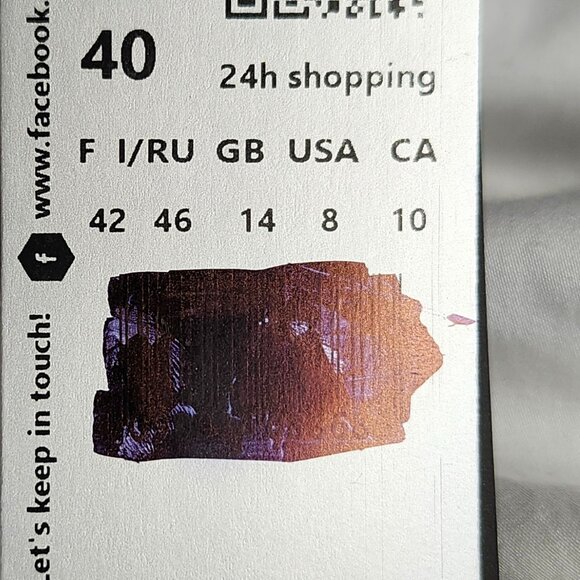 40
24h shopping
F I/RU GB USA CA
42 46 14 8 10
www.facebook.
f
Let's keep in touch!